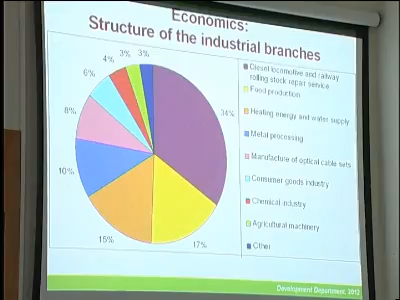 Economics:
Structure of the industrial branches
3% 3%
4%
6%
8%
10%
15%
17%
34%
Diesel locomotive and railway
rolling stock repair service
Food production
Heating energy and water supply
Metal processing
Manufacture of optical cable sets
Consumer goods industry
Chemical industry
Agricultural machinery
Other
Development Department, 2012